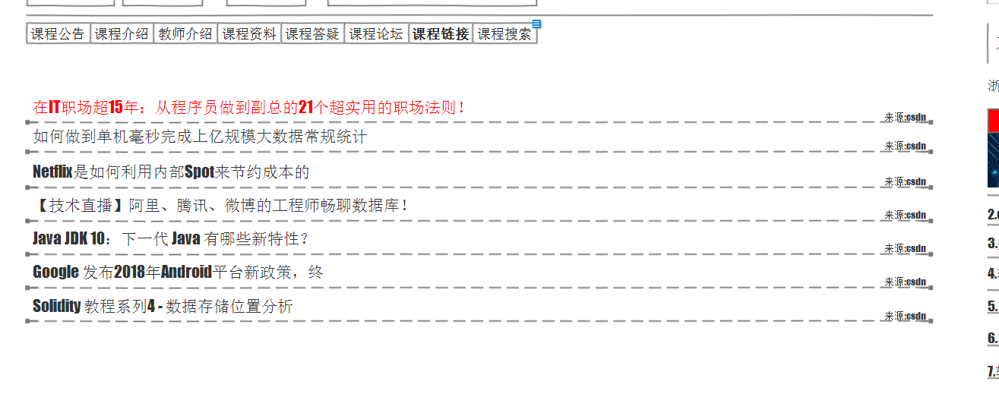 课程公告 课程介绍 教师介绍 课程资料 课程答疑 课程论坛 课程链接 课程搜索
在IT职场超15年：从程序员做到副总的21个超实用的职场法则！
来源:csdn
如何做到单机毫秒完成上亿规模大数据常规统计
来源:csdn
Netflix是如何利用内部Spot来节约成本的
来源:csdn
【技术直播】阿里、腾讯、微博的工程师畅聊数据库！
来源:csdn
Java JDK 10：下一代 Java 有哪些新特性？
来源:csdn
Google 发布2018年Android平台新政策，终
来源:csdn
Solidity 教程系列4 - 数据存储位置分析
来源:csdn
浙
2.
3.
4.
5.
6.
7.